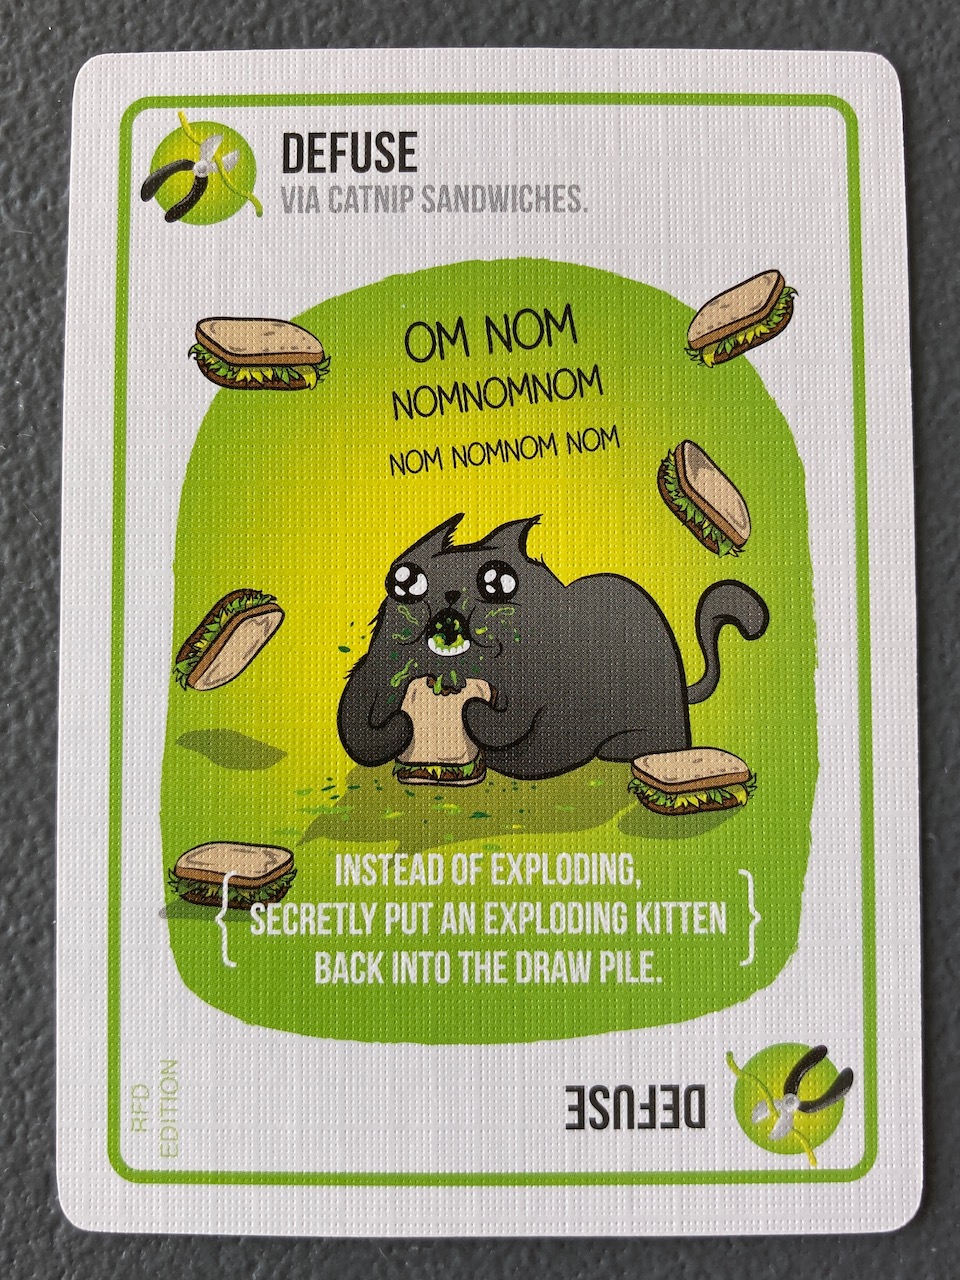 DEFUSE
VIA CATNIP SANDWICHES.
OM NOM
NOMNOMNOM
NOM NOMNOM NOM
INSTEAD OF EXPLODING,
SECRETLY PUT AN EXPLODING KITTEN
BACK INTO THE DRAW PILE.
RFD
EDITION
DEFUSE